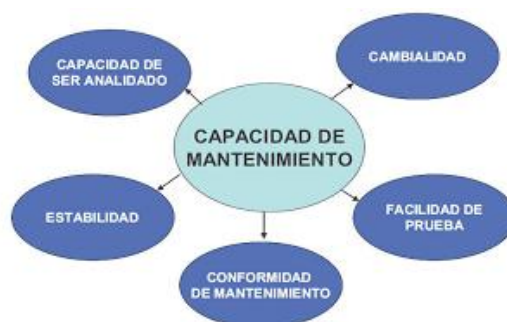 CAPACIDAD DE
SER ANALIDADO
CAMBIALIDAD
CAPACIDAD DE
MANTENIMIENTO
ESTABILIDAD
FACILIDAD DE
PRUEBA
CONFORMIDAD
DE MANTENIMIENTO